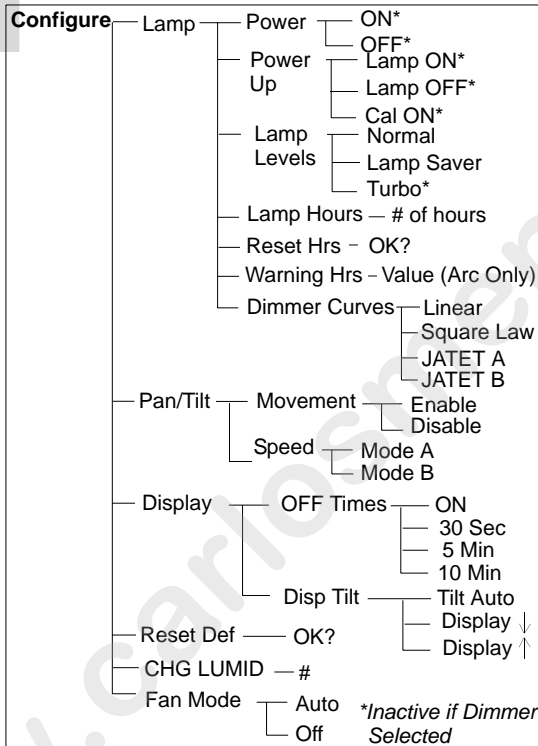 Configure Lamp Power ON*
OFF*
Power Up Lamp ON*
Lamp OFF*
Cal ON*
Lamp Levels Normal
Lamp Saver
Turbo*
Lamp Hours # of hours
Reset Hrs OK?
Warning Hrs Value (Arc Only)
Dimmer Curves Linear
Square Law
JATET A
JATET B
Pan/Tilt Movement Enable
Disable
Speed Mode A
Mode B
Display OFF Times ON
30 Sec
5 Min
10 Min
Disp Tilt Tilt Auto
Display ↓
Display ↑
Reset Def OK?
CHG LUMID #
Fan Mode Auto
Off
*Inactive if Dimmer
Selected
w.carlosmen